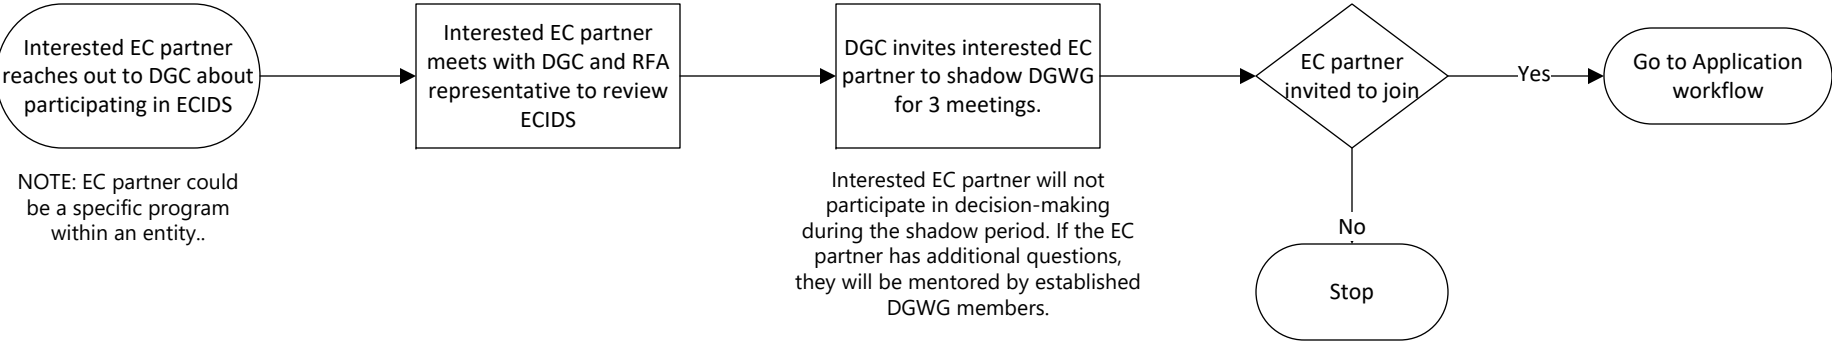 Interested EC partner
reaches out to DGC about
participating in ECIDS
NOTE: EC partner could
be a specific program
within an entity..
Interested EC partner
meets with DGC and RFA
representative to review
ECIDS
DGC invites interested EC
partner to shadow DGWG
for 3 meetings.
Interested EC partner will not
participate in decision-making
during the shadow period. If the EC
partner has additional questions,
they will be mentored by established
DGWG members.
EC partner
invited to join
Yes
Go to Application
workflow
No
Stop